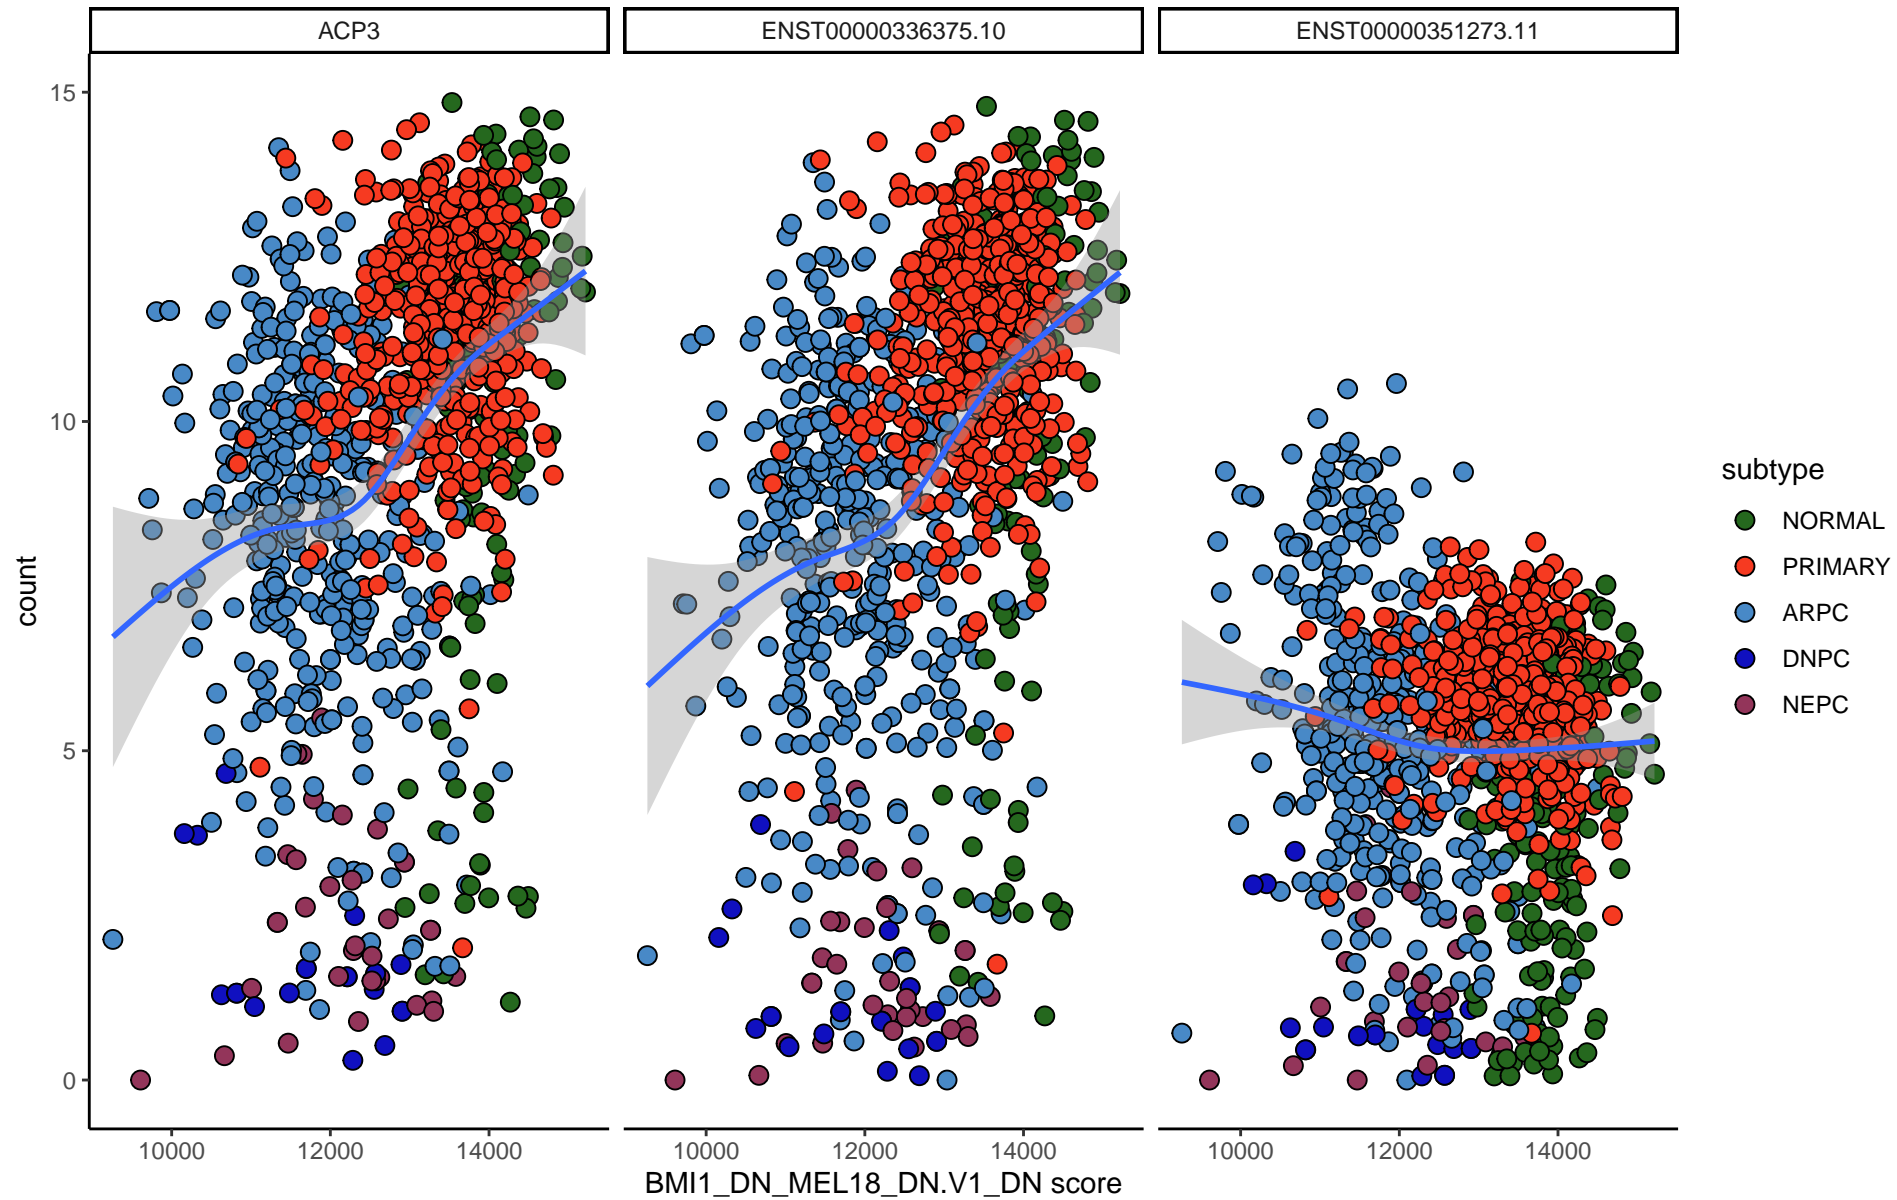 ACP3
ENST00000336375.10
ENST00000351273.11
15
10
5
0
count
10000
12000
14000
10000
12000
14000
10000
12000
14000
BMI1_DN_MEL18_DN.V1_DN score
subtype
NORMAL
PRIMARY
ARPC
DNPC
NEPC